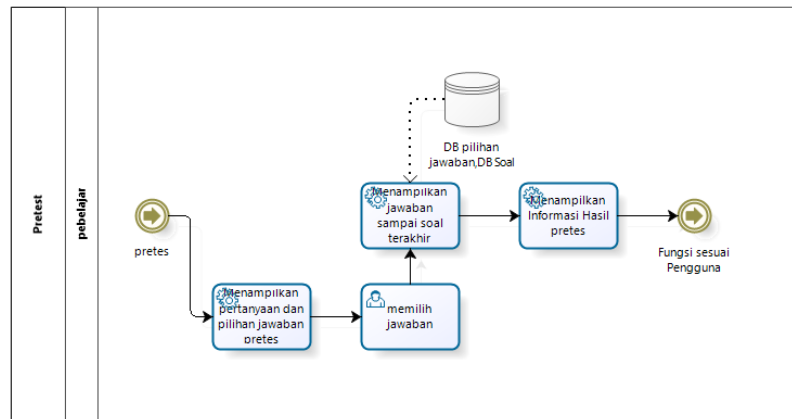 Pretest
pebelajar
pretes
Menampilkan
pertanyaan dan
pilihan jawaban
pretes
memilih
jawaban
Menampilkan
jawaban
sampai soal
terakhir
DB pilihan
jawaban,DB Soal
Menampilkan
Informasi Hasil
pretes
Fungsi sesuai
Pengguna